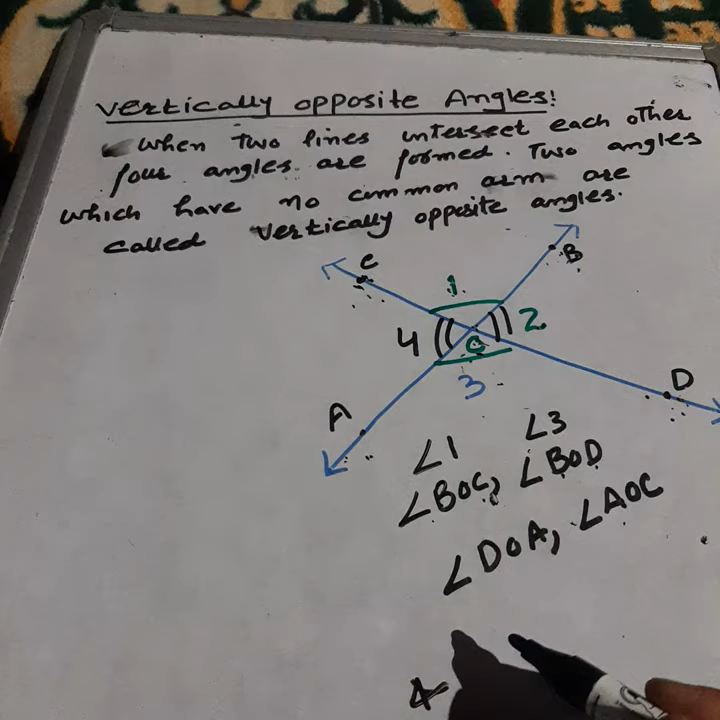 Vertically opposite Angles:
When Two lines intersect each other
four angles are formed. Two angles
which have no common arm are
called vertically opposite angles.
C
B
1
4
2
O
3
D
A
∠1 ∠3
∠BOC, ∠BOD
∠DOA, ∠AOC